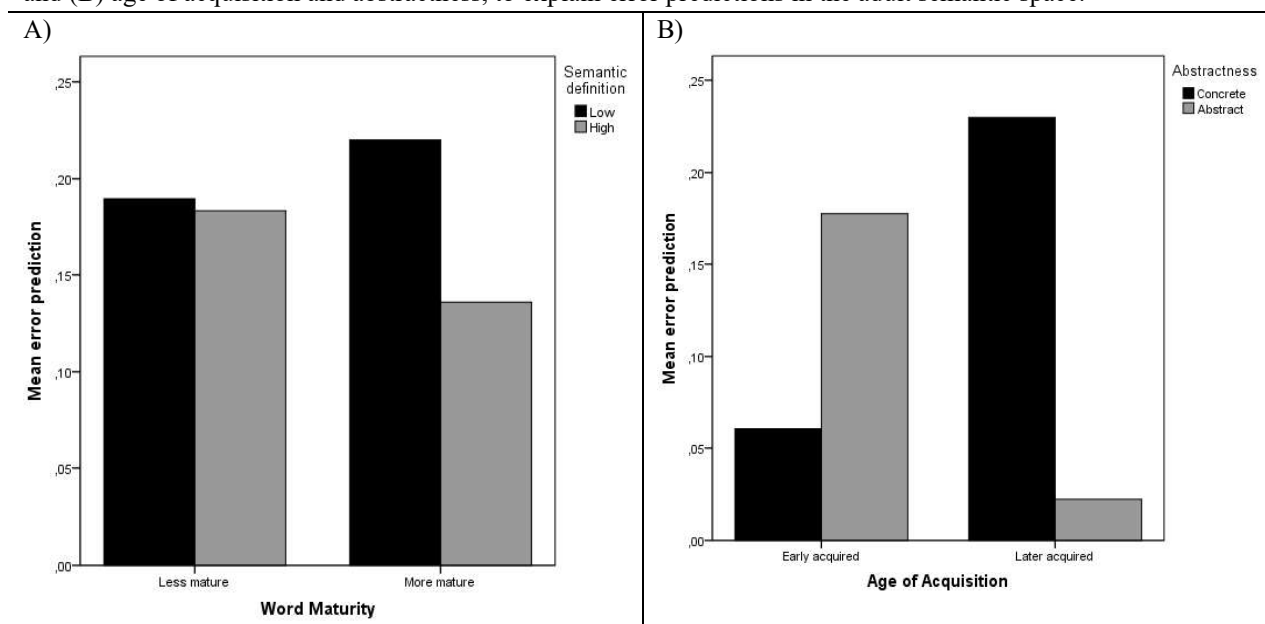 and (B) age of acquisition and abstractness, to explain error predictions in the adult semantic space.
A)
Semantic
definition
Low
High
,25
,20
,15
,10
,05
,00
Mean error prediction
Less mature
More mature
Word Maturity
B)
Abstractness
Concrete
Abstract
,25
,20
,15
,10
,05
,00
Mean error prediction
Early acquired
Later acquired
Age of Acquisition